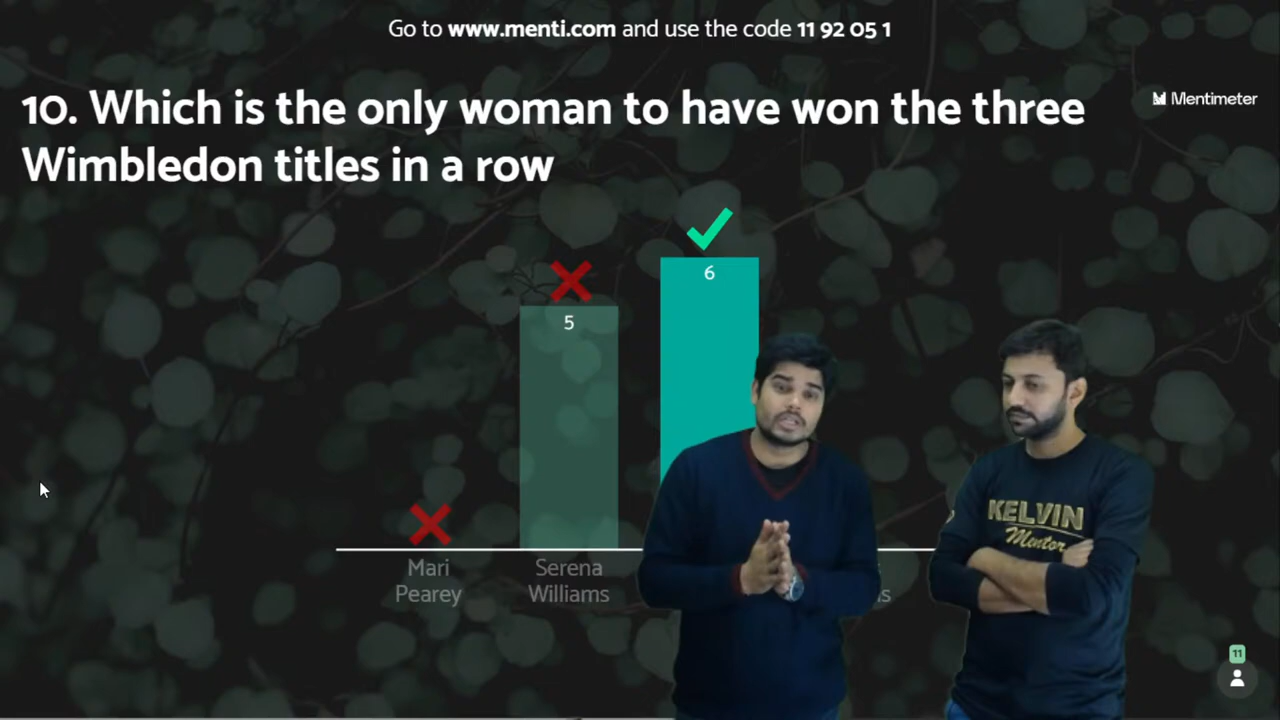 Go to www.menti.com and use the code 11 92 05 1
10. Which is the only woman to have won the three
Wimbledon titles in a row
Mentimeter
6
5
KELVIN
Mentor
Mari
Pearey
Serena
Williams
11